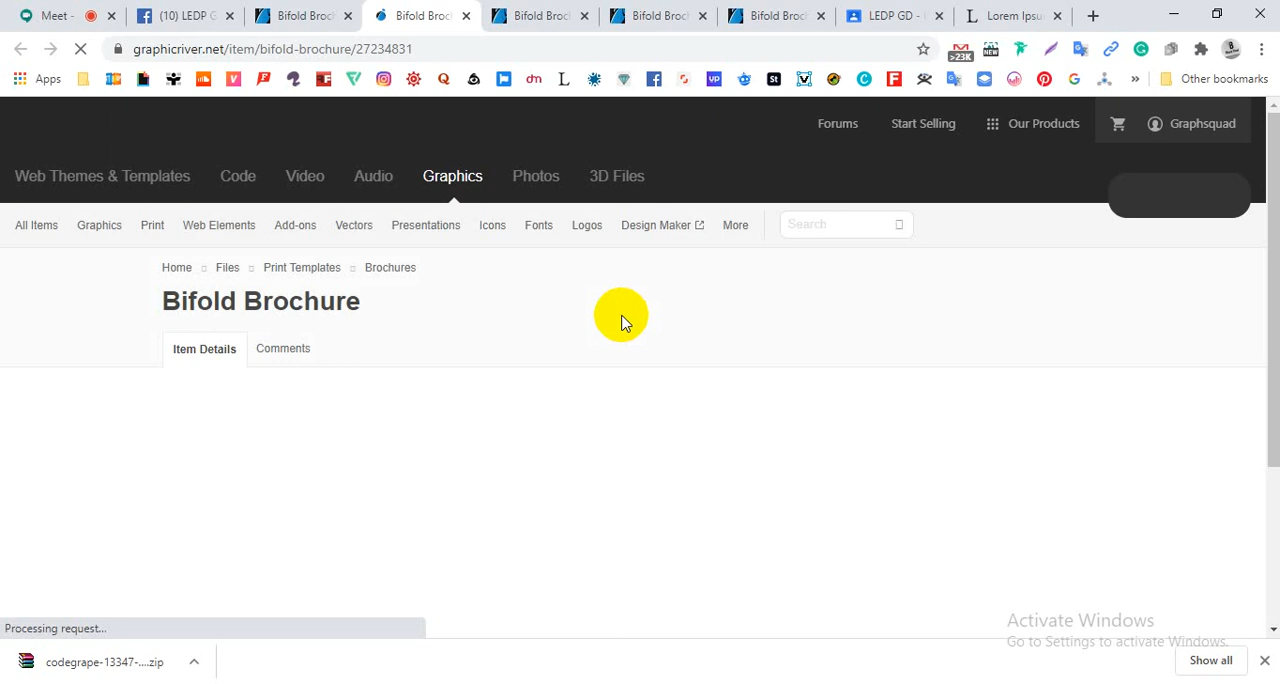 Meet -
(10) LEDP G
Bifold Broc
Bifold Broc
Bifold Broc
Bifold Broc
Bifold Broc
LEDP GD -
Lorem Ipsu
graphicriver.net/item/bifold-brochure/27234831
>23K
NEW
Apps
Other bookmarks
Forums
Start Selling
Our Products
Graphsquad
Web Themes & Templates
Code
Video
Audio
Graphics
Photos
3D Files
All Items
Graphics
Print
Web Elements
Add-ons
Vectors
Presentations
Icons
Fonts
Logos
Design Maker
More
Search
Home
Files
Print Templates
Brochures
Bifold Brochure
Item Details
Comments
Processing request...
Activate Windows
Go to Settings to activate Windows.
codegrape-13347-....zip
Show all